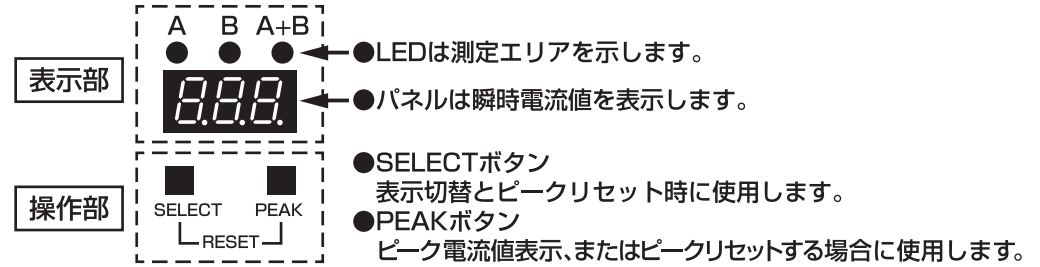 A B A+B
●LEDは測定エリアを示します。
表示部
8.8.8.
●パネルは瞬時電流値を表示します。
●SELECTボタン
表示切替とピークリセット時に使用します。
操作部
SELECT PEAK
RESET
●PEAKボタン
ピーク電流値表示、またはピークリセットする場合に使用します。